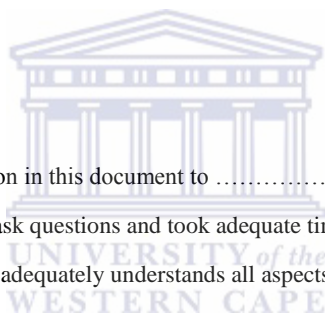 on in this document to ……………
ask questions and took adequate tim
UNIVERSITY of the
adequately understands all aspects
WESTERN CAPE